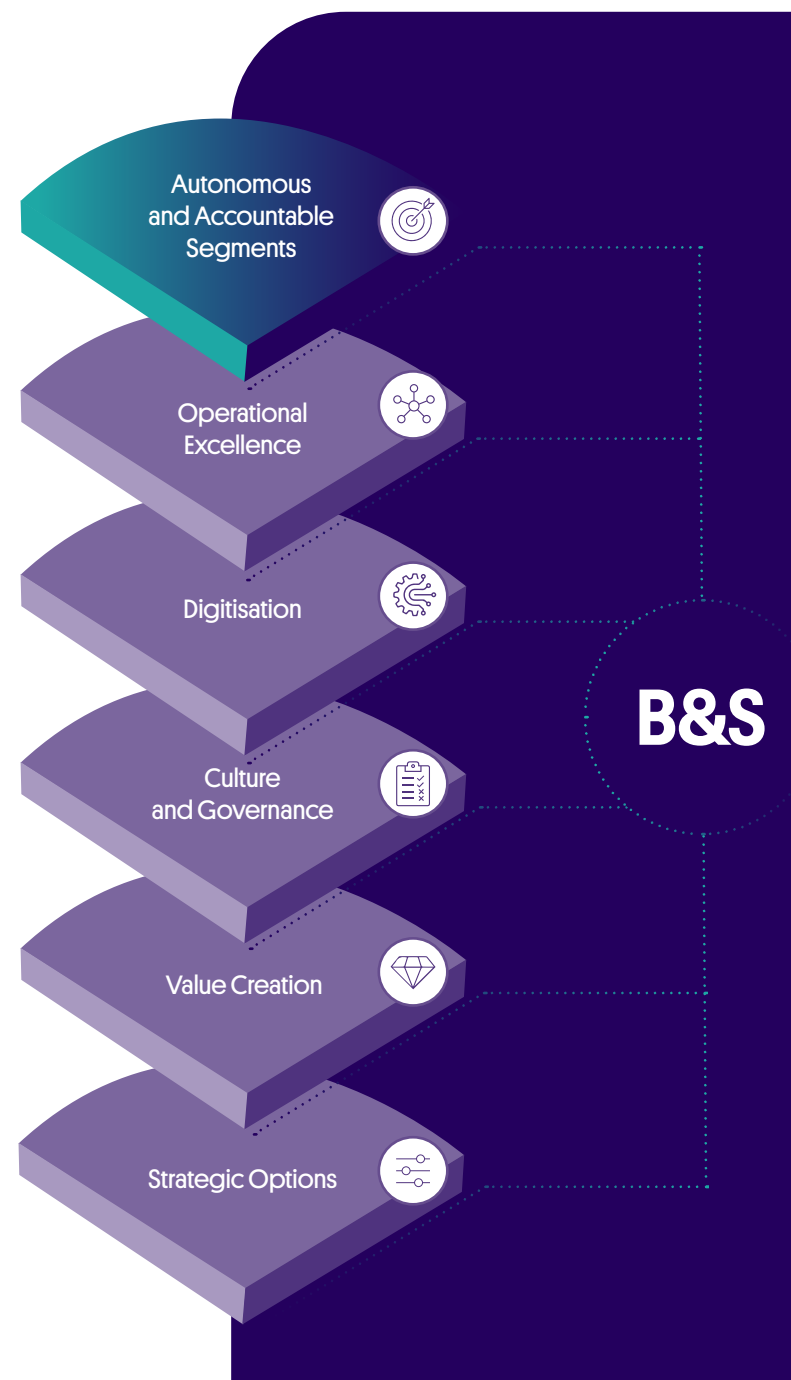 Autonomous
and Accountable
Segments
Operational
Excellence
Digitisation
B&S
Culture
and Governance
Value Creation
Strategic Options